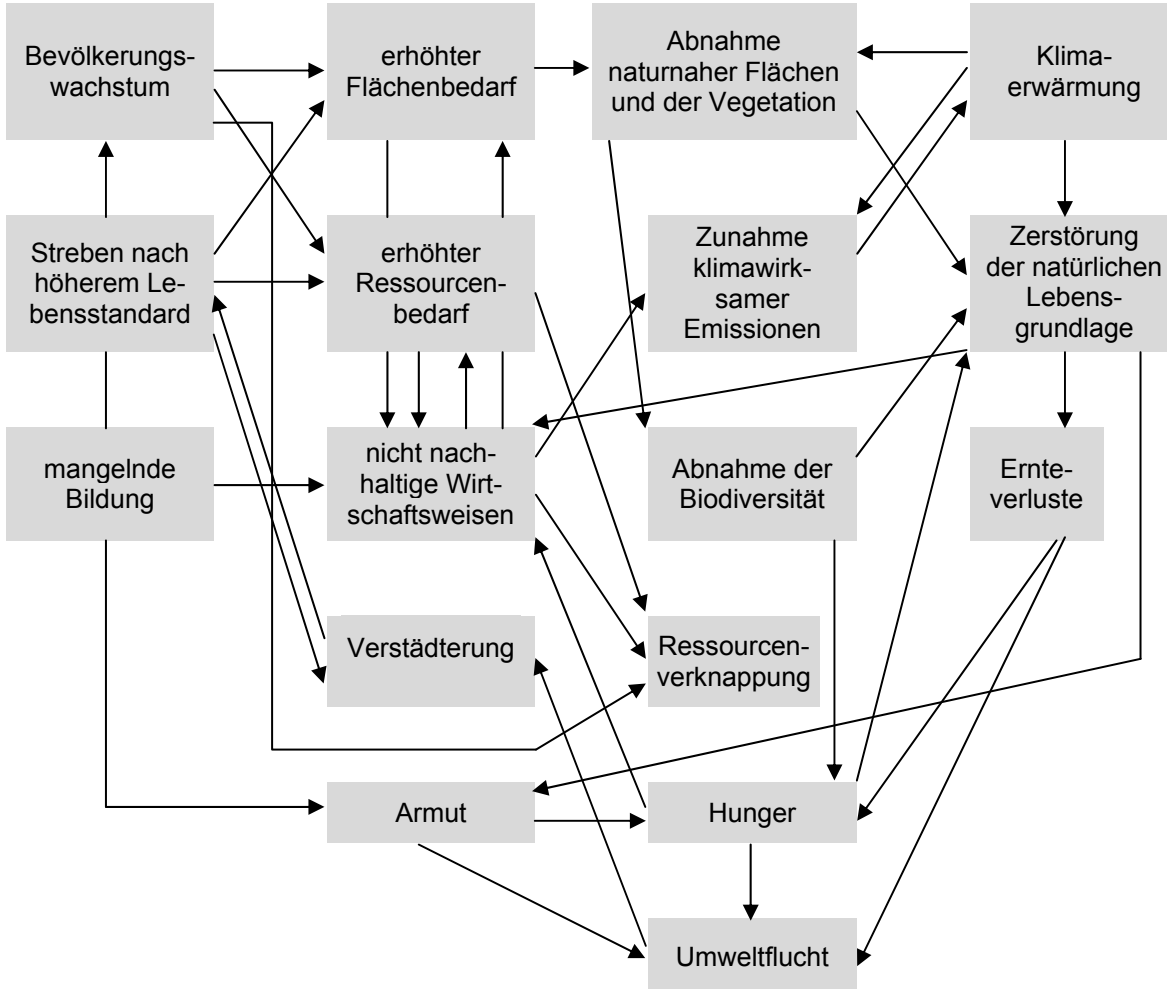 Bevölkerungs-
wachstum
erhöhter
Flächenbedarf
Abnahme
naturnaher Flächen
und der Vegetation
Klima-
erwärmung
Streben nach
höherem Le-
bensstandard
erhöhter
Ressourcen-
bedarf
Zunahme
klimawirk-
samer
Emissionen
Zerstörung
der natürlichen
Lebens-
grundlage
mangelnde
Bildung
nicht nach-
haltige Wirt-
schaftsweisen
Abnahme der
Biodiversität
Ernte-
verluste
Verstädterung
Ressourcen-
verknappung
Armut
Hunger
Umweltflucht